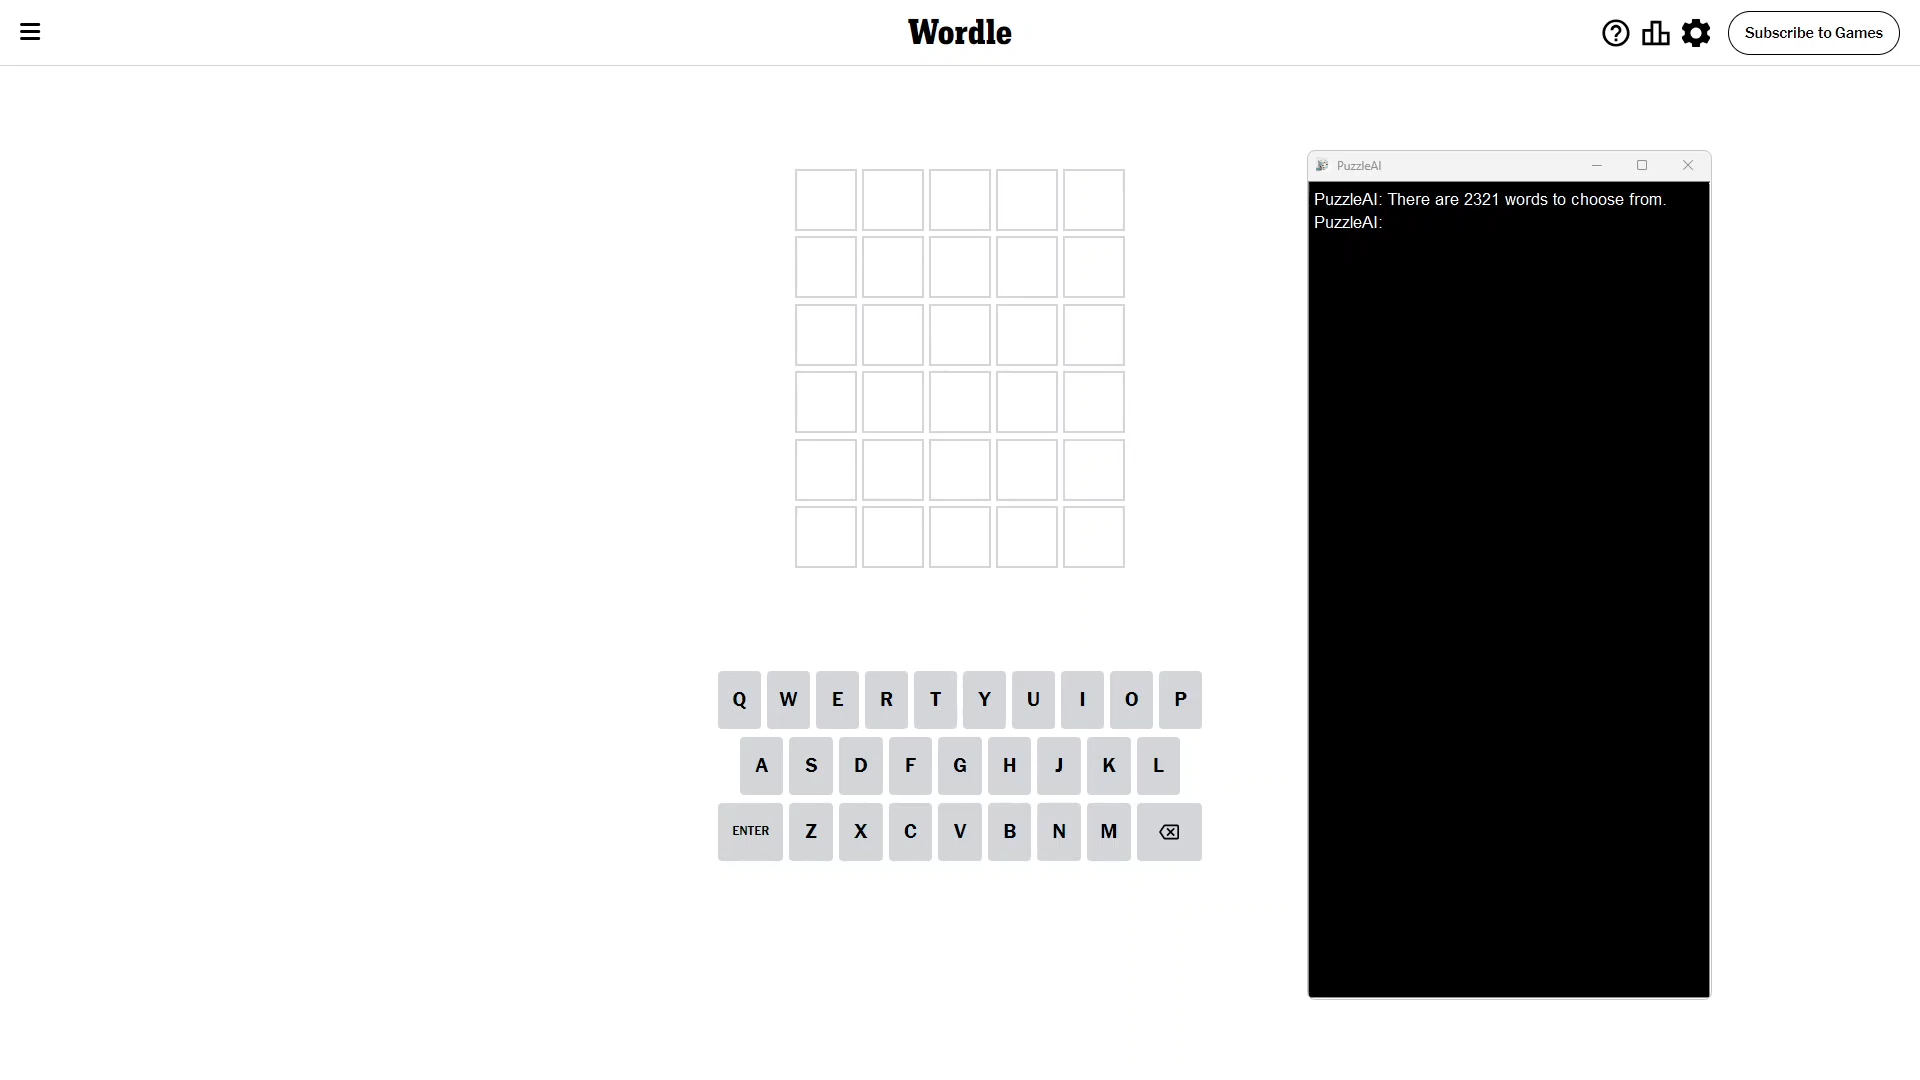 Wordle
Subscribe to Games
PuzzleAI
PuzzleAI: There are 2321 words to choose from.
PuzzleAI:
Q W E R T Y U I O P
A S D F G H J K L
ENTER Z X C V B N M